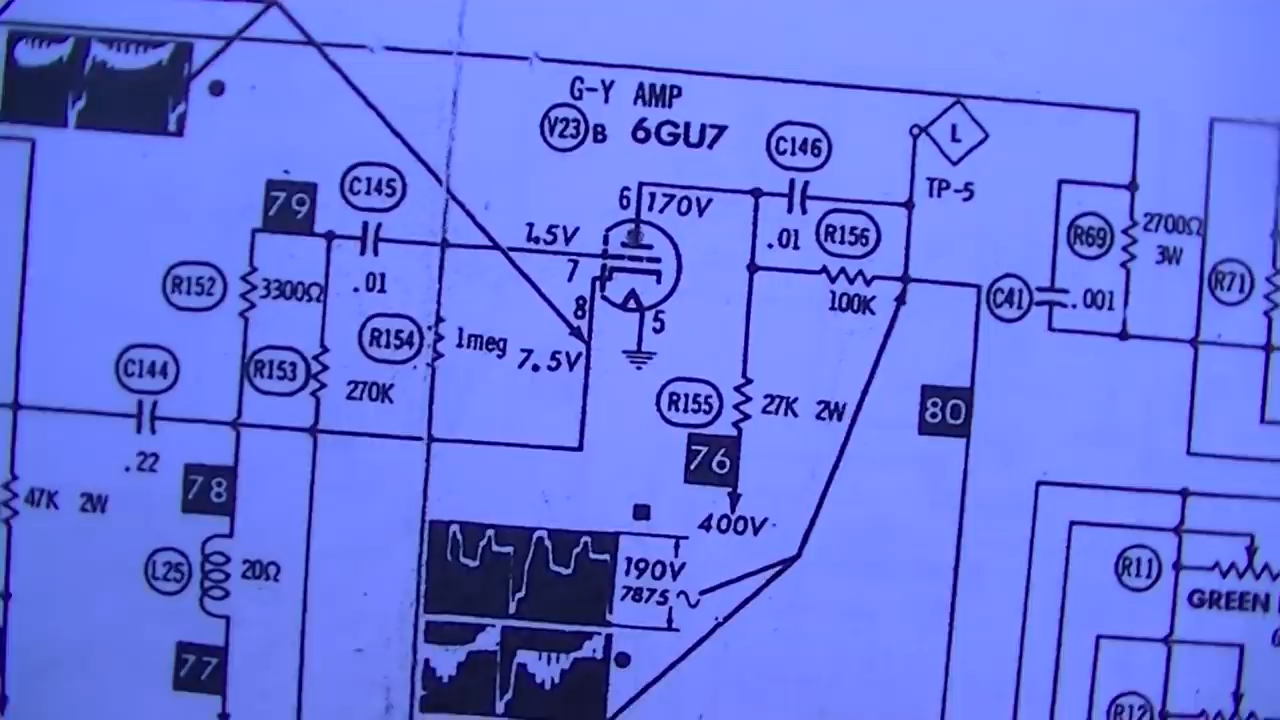 G-Y AMP
V23 B 6GU7
C146
L
TP-5
C145
79
6 170V
.01
R156
R69
2700Ω
3W
1.5V
7
R152
3300Ω
.01
8
5
100K
C41
.001
R71
R154
1meg
7.5V
C144
R153
270K
R155
27K 2W
80
.22
76
78
47K 2W
400V
L25
20Ω
190V
7875 ∿
R11
GREEN
77
R12